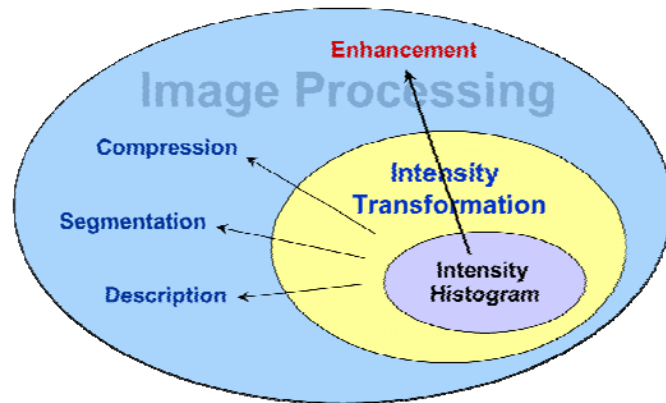 Enhancement
Image Processing
Compression
Intensity
Transformation
Segmentation
Intensity
Histogram
Description